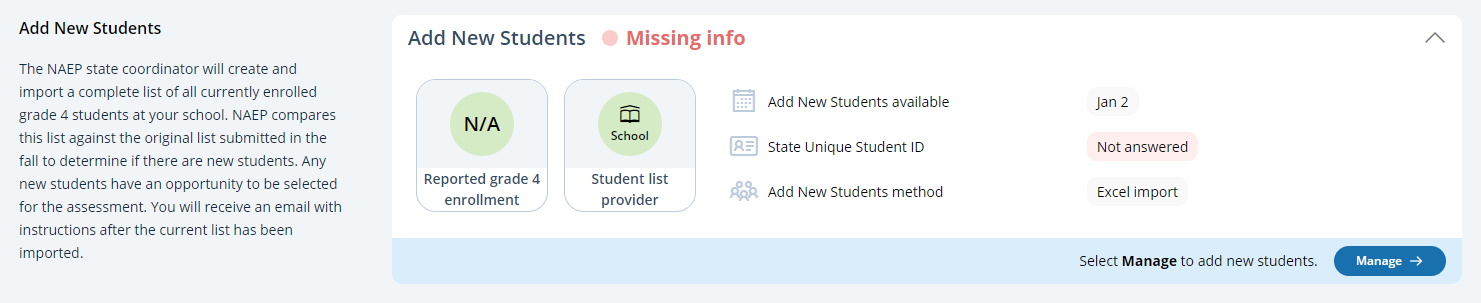 Add New Students
The NAEP state coordinator will create and
import a complete list of all currently enrolled
grade 4 students at your school. NAEP compares
this list against the original list submitted in the
fall to determine if there are new students. Any
new students have an opportunity to be selected
for the assessment. You will receive an email with
instructions after the current list has been
imported.
Add New Students Missing info
N/A
Reported grade 4
enrollment
School
Student list
provider
Add New Students available Jan 2
State Unique Student ID Not answered
Add New Students method Excel import
Select Manage to add new students. Manage →